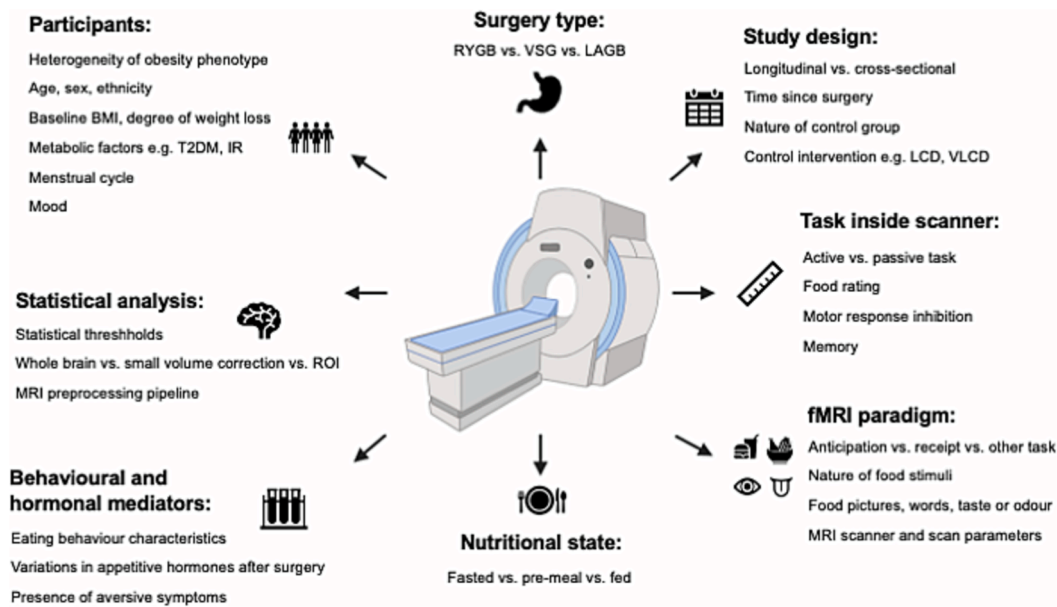 Participants:
Heterogeneity of obesity phenotype
Age, sex, ethnicity
Baseline BMI, degree of weight loss
Metabolic factors e.g. T2DM, IR
Menstrual cycle
Mood
Surgery type:
RYGB vs. VSG vs. LAGB
Study design:
Longitudinal vs. cross-sectional
Time since surgery
Nature of control group
Control intervention e.g. LCD, VLCD
Task inside scanner:
Active vs. passive task
Food rating
Motor response inhibition
Memory
Statistical analysis:
Statistical threshholds
Whole brain vs. small volume correction vs. ROI
MRI preprocessing pipeline
fMRI paradigm:
Anticipation vs. receipt vs. other task
Nature of food stimuli
Food pictures, words, taste or odour
MRI scanner and scan parameters
Behavioural and
hormonal mediators:
Eating behaviour characteristics
Variations in appetitive hormones after surgery
Presence of aversive symptoms
Nutritional state:
Fasted vs. pre-meal vs. fed